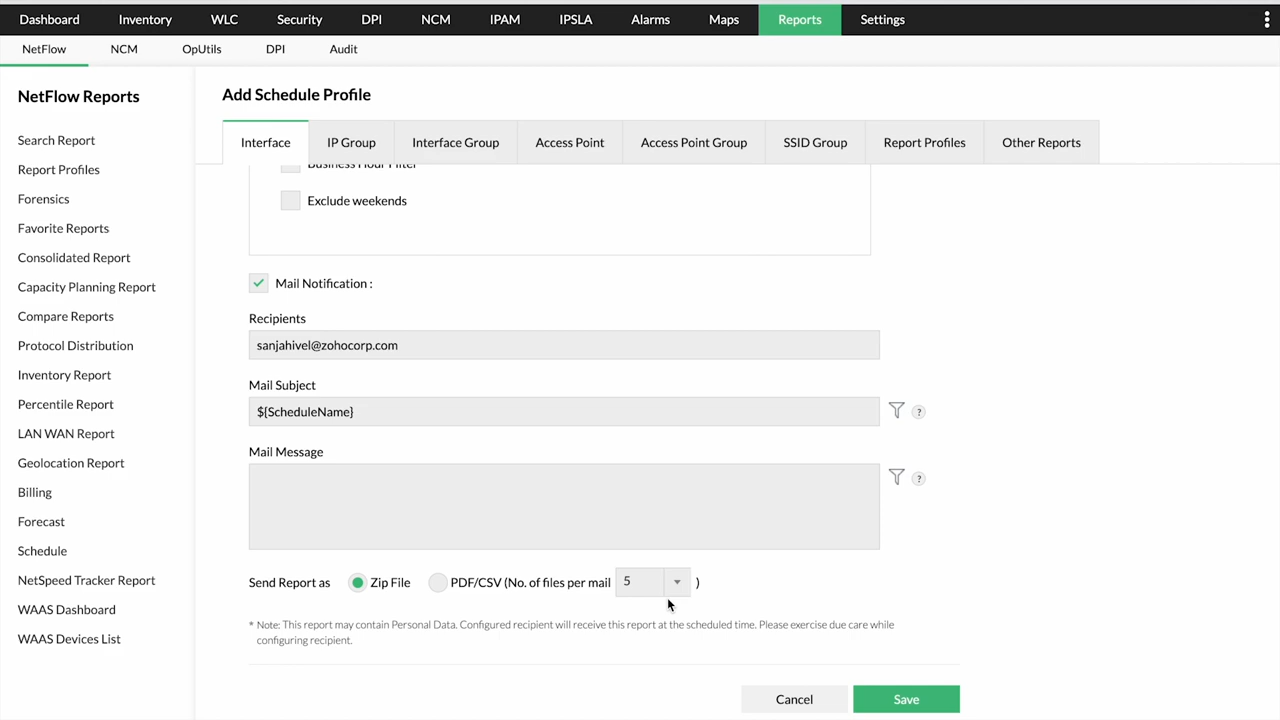 Dashboard Inventory WLC Security DPI NCM IPAM IPSLA Alarms Maps Reports Settings
NetFlow NCM OpUtils DPI Audit
NetFlow Reports
Search Report
Report Profiles
Forensics
Favorite Reports
Consolidated Report
Capacity Planning Report
Compare Reports
Protocol Distribution
Inventory Report
Percentile Report
LAN WAN Report
Geolocation Report
Billing
Forecast
Schedule
NetSpeed Tracker Report
WAAS Dashboard
WAAS Devices List
Add Schedule Profile
Interface IP Group Interface Group Access Point Access Point Group SSID Group Report Profiles Other Reports
Business Hour Filter
Exclude weekends
Mail Notification :
Recipients
sanjahivel@zohocorp.com
Mail Subject
${ScheduleName}
?
Mail Message
?
Send Report as Zip File PDF/CSV (No. of files per mail 5 )
* Note: This report may contain Personal Data. Configured recipient will receive this report at the scheduled time. Please exercise due care while
configuring recipient.
Cancel Save